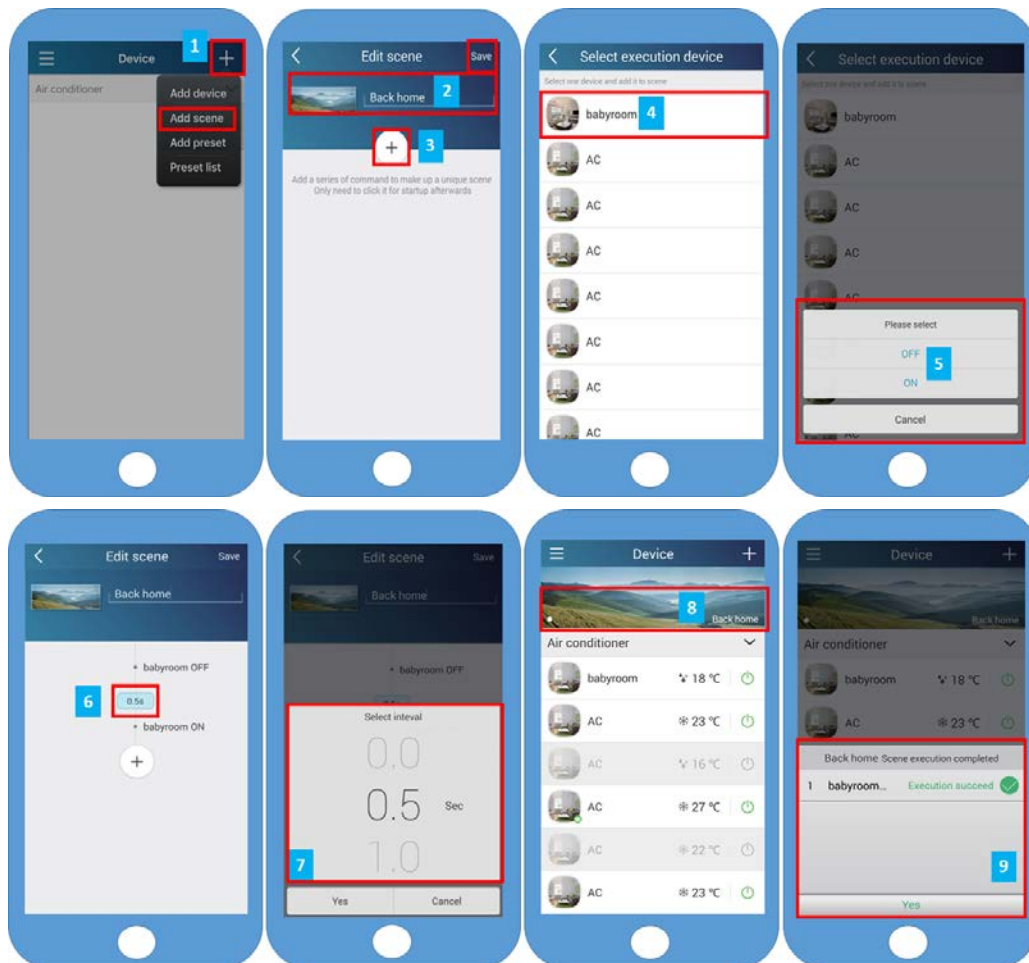 1
Device
Air conditioner
Add device
Add scene
Add preset
Preset list
Edit scene
Save
Back home
2
3
Add a series of command to make up a unique scene
Only need to click it for startup afterwards
Select execution device
Select one device and add it to scene
babyroom
4
AC
AC
AC
AC
AC
AC
AC
Select execution device
Select one device and add it to scene
babyroom
AC
AC
AC
AC
Please select
OFF
5
ON
Cancel
AC
Edit scene
Save
Back home
babyroom OFF
6
0.5s
babyroom ON
Edit scene
Save
Back home
babyroom OFF
Select inteval
0.0
0.5 Sec
1.0
7
Yes
Cancel
Device
8
Back home
Air conditioner
babyroom 18 °C
AC 23 °C
AC 16 °C
AC 27 °C
AC 22 °C
AC 23 °C
Device
Back home
Air conditioner
babyroom 18 °C
AC 23 °C
Back home Scene execution completed
1 babyroom... Execution succeed
9
Yes